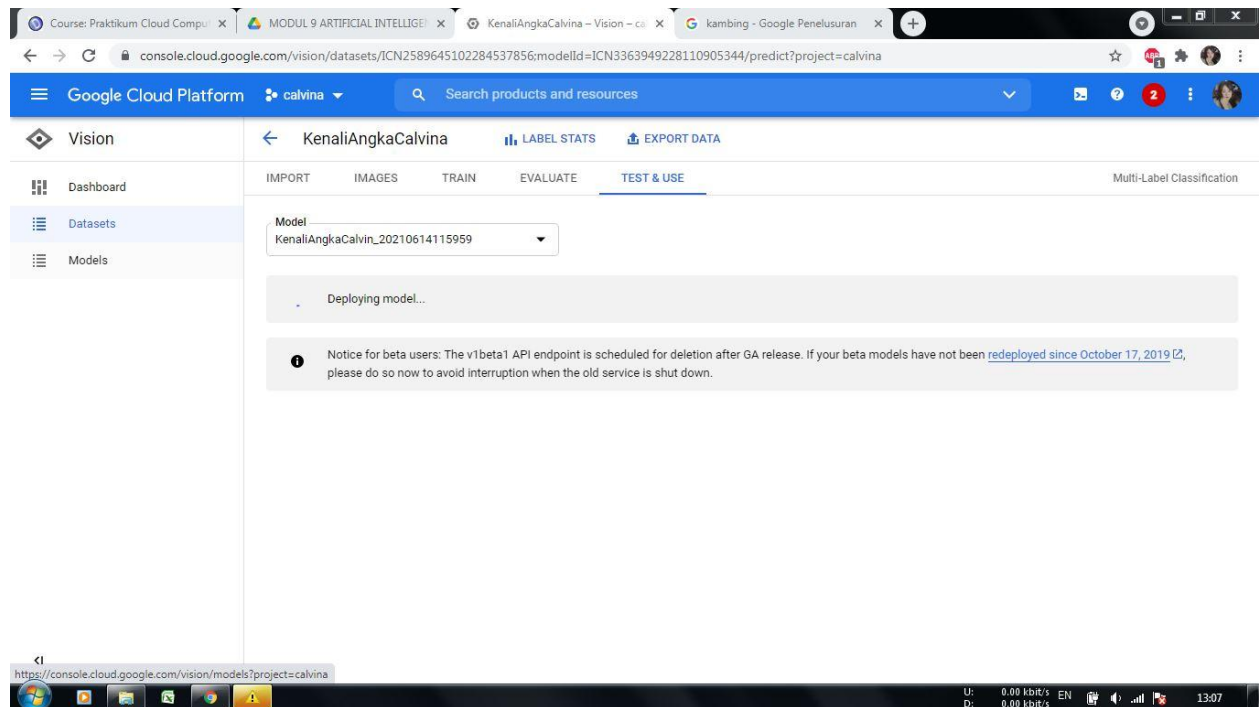 Course: Praktikum Cloud Compu
MODUL 9 ARTIFICIAL INTELLIGE
KenaliAngkaCalvina – Vision – ca
kambing - Google Penelusuran
console.cloud.google.com/vision/datasets/ICN2589645102284537856;modelId=ICN3363949228110905344/predict?project=calvina
ABP
1
Google Cloud Platform
calvina
Search products and resources
2
Vision
KenaliAngkaCalvina
LABEL STATS
EXPORT DATA
Dashboard
Datasets
Models
IMPORT IMAGES TRAIN EVALUATE TEST & USE
Multi-Label Classification
Model
KenaliAngkaCalvin_20210614115959
Deploying model...
Notice for beta users: The v1beta1 API endpoint is scheduled for deletion after GA release. If your beta models have not been redeployed since October 17, 2019,
please do so now to avoid interruption when the old service is shut down.
https://console.cloud.google.com/vision/models?project=calvina
U: 0.00 kbit/s
D: 0.00 kbit/s
EN
13:07